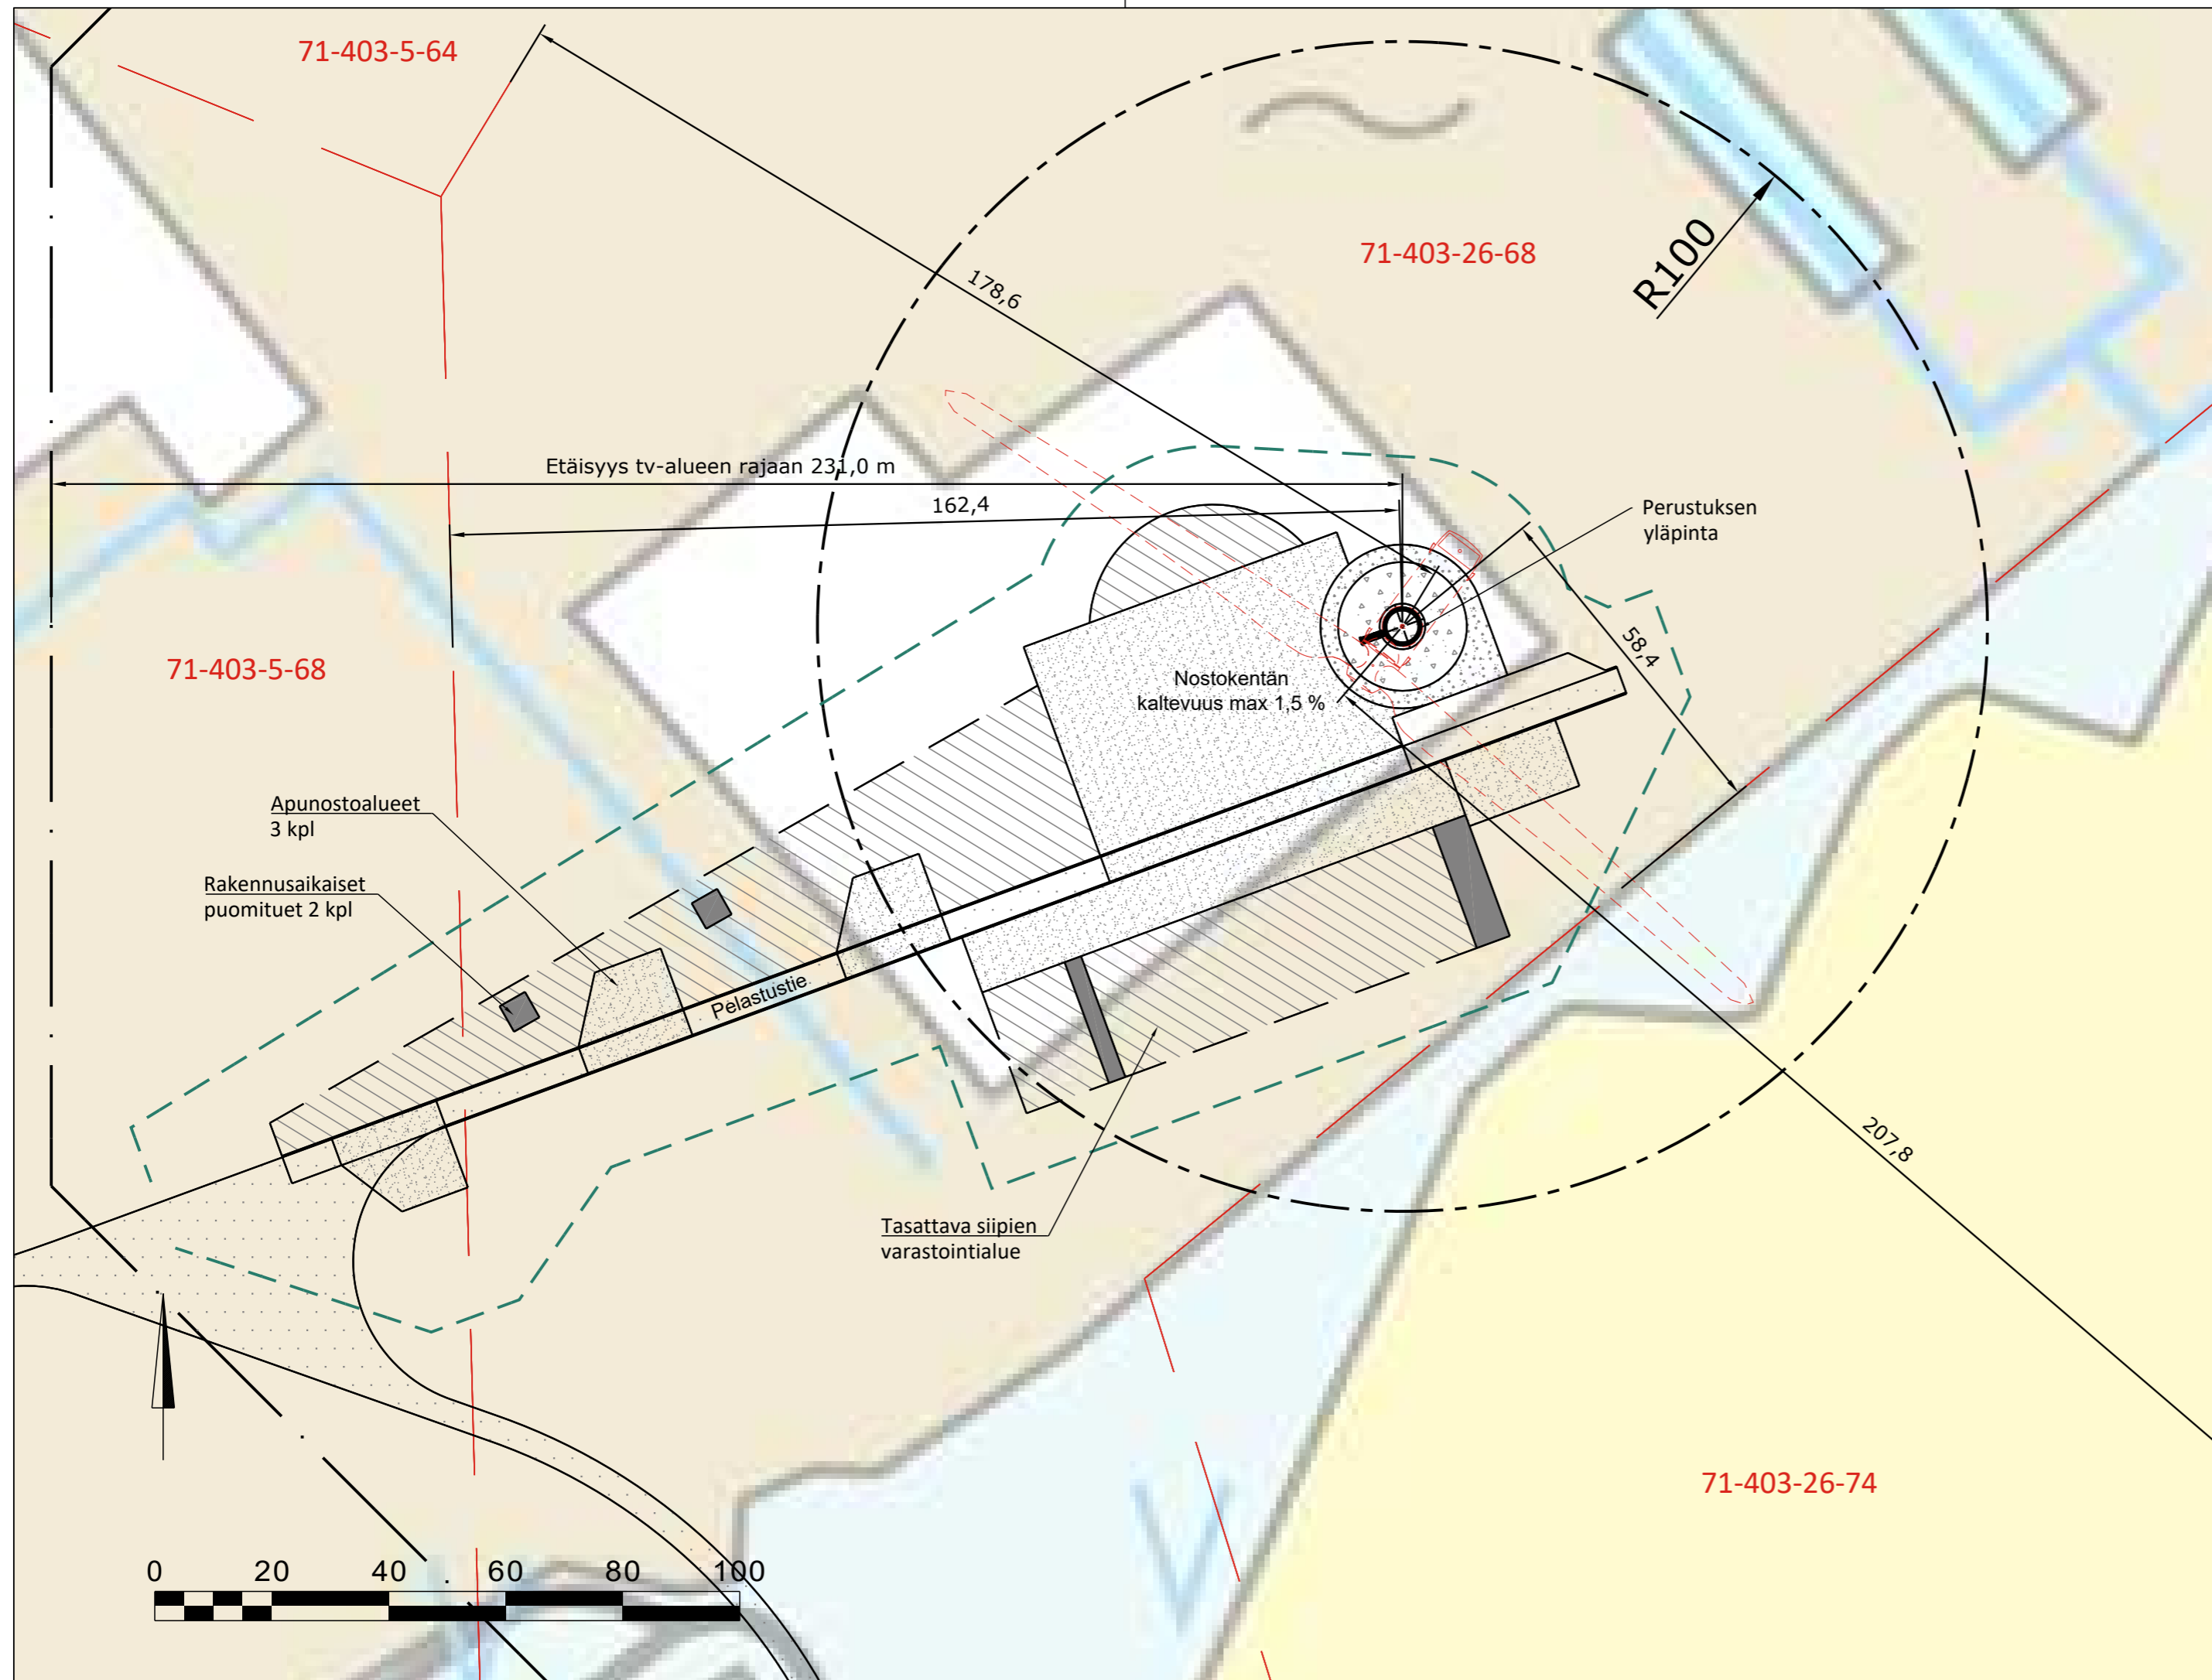 71-403-5-64
71-403-26-68
R100
178,6
Etäisyys tv-alueen rajaan 231,0 m
162,4
Perustuksen
yläpinta
58,4
71-403-5-68
Nostokentän
kaltevuus max 1,5 %
Apunostoalueet
3 kpl
Rakennusaikaiset
puomituet 2 kpl
Pelastustie
207,8
Tasattava siipien
varastointialue
71-403-26-74
0 20 40 60 80 100